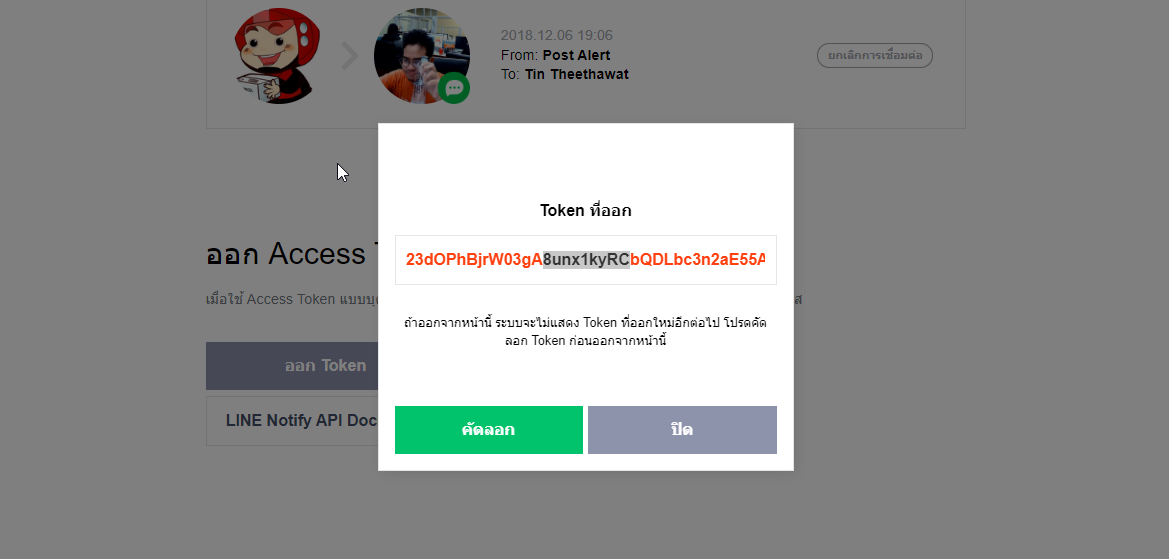 2018.12.06 19:06
From: Post Alert
To: Tin Theethawat
ยกเลิกการเชื่อมต่อ
Token ที่ออก
23dOPhBjrW03gA8unx1kyRCbQDLbc3n2aE55A
ถ้าออกจากหน้านี้ ระบบจะไม่แสดง Token ที่ออกใหม่อีกต่อไป โปรดคัด
ลอก Token ก่อนออกจากหน้านี้
คัดลอก
ปิด
ออก Access
เมื่อใช้ Access Token
ออก Token
LINE Notify API Doc